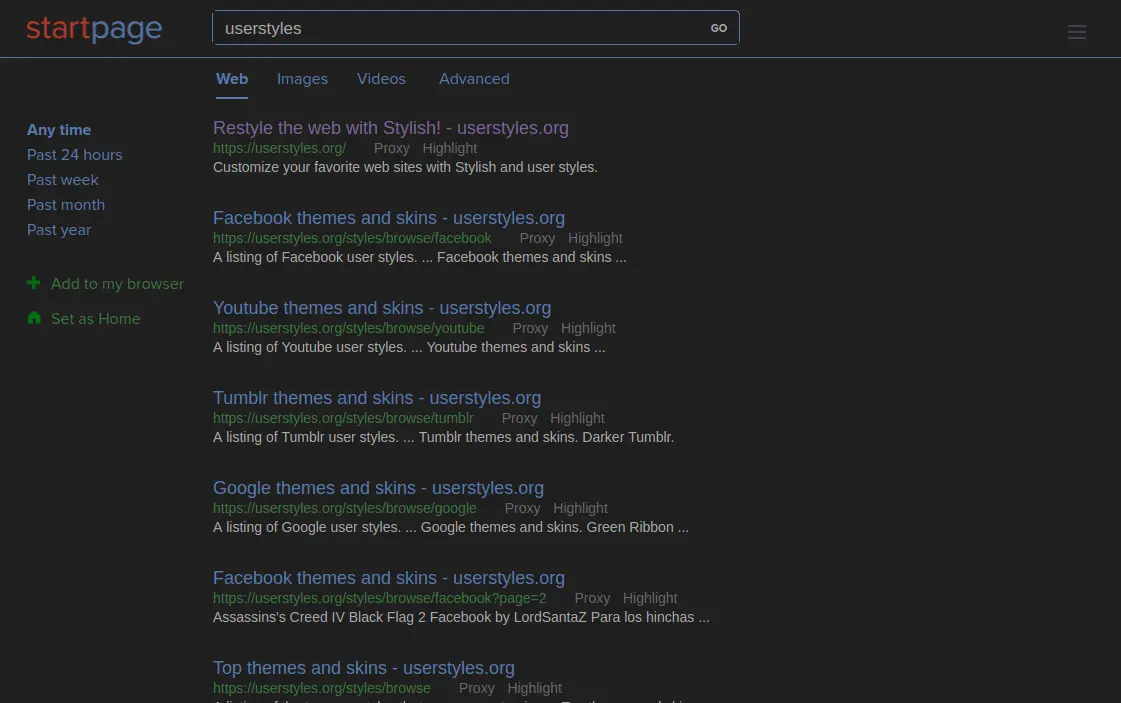 startpage
userstyles
GO
Web Images Videos Advanced
Any time
Past 24 hours
Past week
Past month
Past year
Add to my browser
Set as Home
Restyle the web with Stylish! - userstyles.org
https://userstyles.org/ Proxy Highlight
Customize your favorite web sites with Stylish and user styles.
Facebook themes and skins - userstyles.org
https://userstyles.org/styles/browse/facebook Proxy Highlight
A listing of Facebook user styles. ... Facebook themes and skins ...
Youtube themes and skins - userstyles.org
https://userstyles.org/styles/browse/youtube Proxy Highlight
A listing of Youtube user styles. ... Youtube themes and skins ...
Tumblr themes and skins - userstyles.org
https://userstyles.org/styles/browse/tumblr Proxy Highlight
A listing of Tumblr user styles. ... Tumblr themes and skins. Darker Tumblr.
Google themes and skins - userstyles.org
https://userstyles.org/styles/browse/google Proxy Highlight
A listing of Google user styles. ... Google themes and skins. Green Ribbon ...
Facebook themes and skins - userstyles.org
https://userstyles.org/styles/browse/facebook?page=2 Proxy Highlight
Assassins's Creed IV Black Flag 2 Facebook by LordSantaZ Para los hinchas ...
Top themes and skins - userstyles.org
https://userstyles.org/styles/browse Proxy Highlight